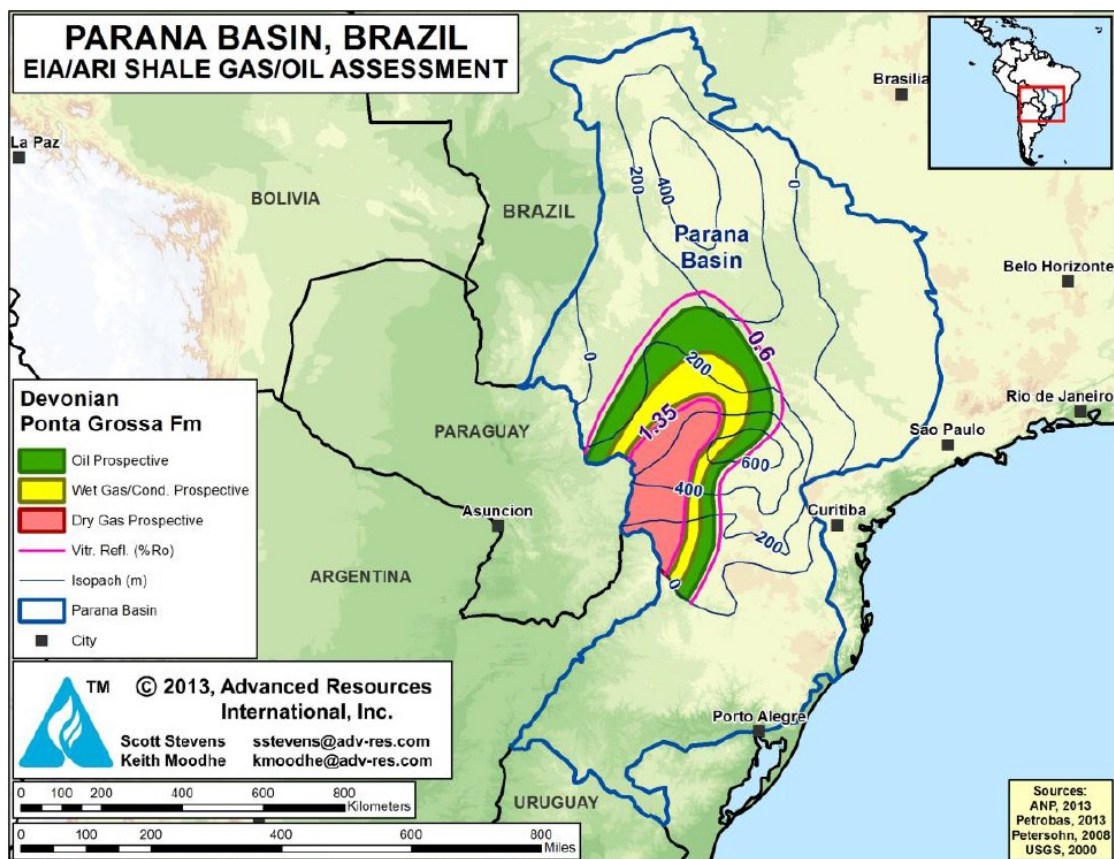 PARANA BASIN, BRAZIL
EIA/ARI SHALE GAS/OIL ASSESSMENT
Brasilia
La Paz
BOLIVIA
BRAZIL
200
400
0
Parana
Basin
Belo Horizonte
0
0.6
200
Rio de Janeiro
1.35
Sao Paulo
PARAGUAY
600
400
Asuncion
Curitiba
200
ARGENTINA
0
Porto Alegre
URUGUAY
Devonian
Ponta Grossa Fm
Oil Prospective
Wet Gas/Cond. Prospective
Dry Gas Prospective
Vitr. Refl. (%Ro)
Isopach (m)
Parana Basin
City
TM
© 2013, Advanced Resources
International, Inc.
Scott Stevens sstevens@adv-res.com
Keith Moodhe kmoodhe@adv-res.com
0 100 200 400 600 800
Kilometers
0 100 200 400 600 800
Miles
Sources:
ANP, 2013
Petrobas, 2013
Petersohn, 2008
USGS, 2000